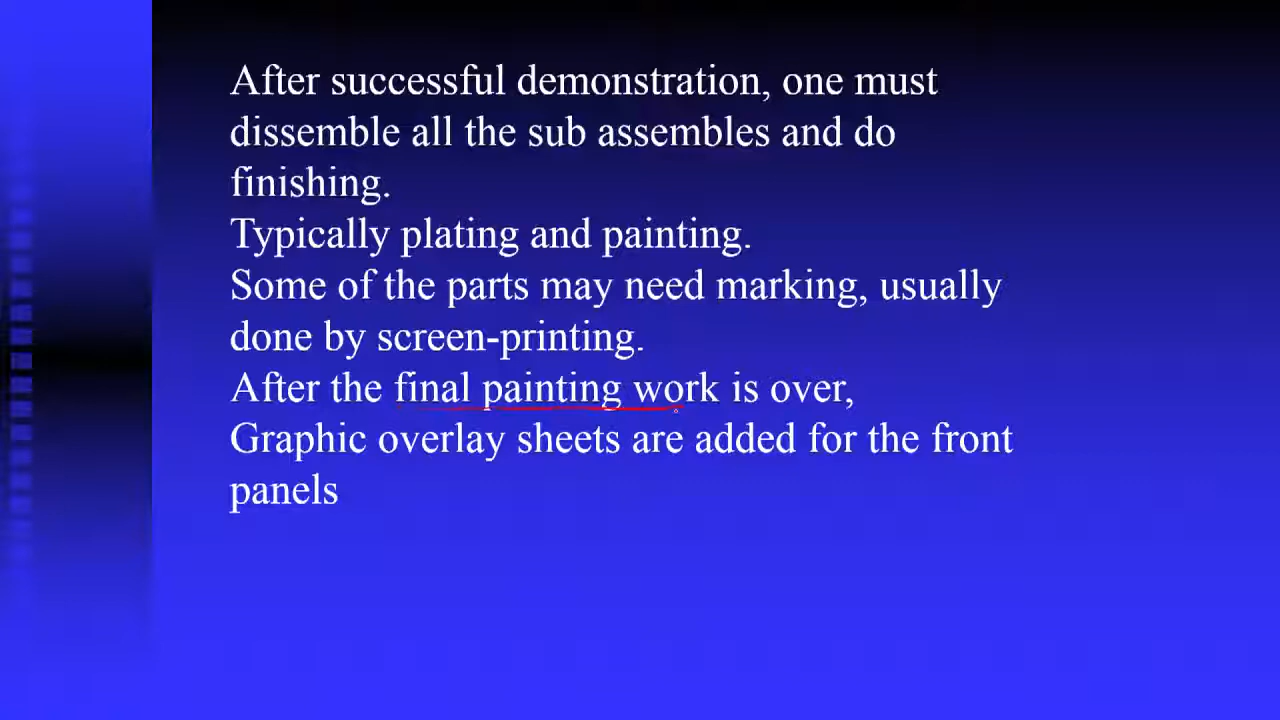 After successful demonstration, one must
dissemble all the sub assembles and do
finishing.
Typically plating and painting.
Some of the parts may need marking, usually
done by screen-printing.
After the final painting work is over,
Graphic overlay sheets are added for the front
panels